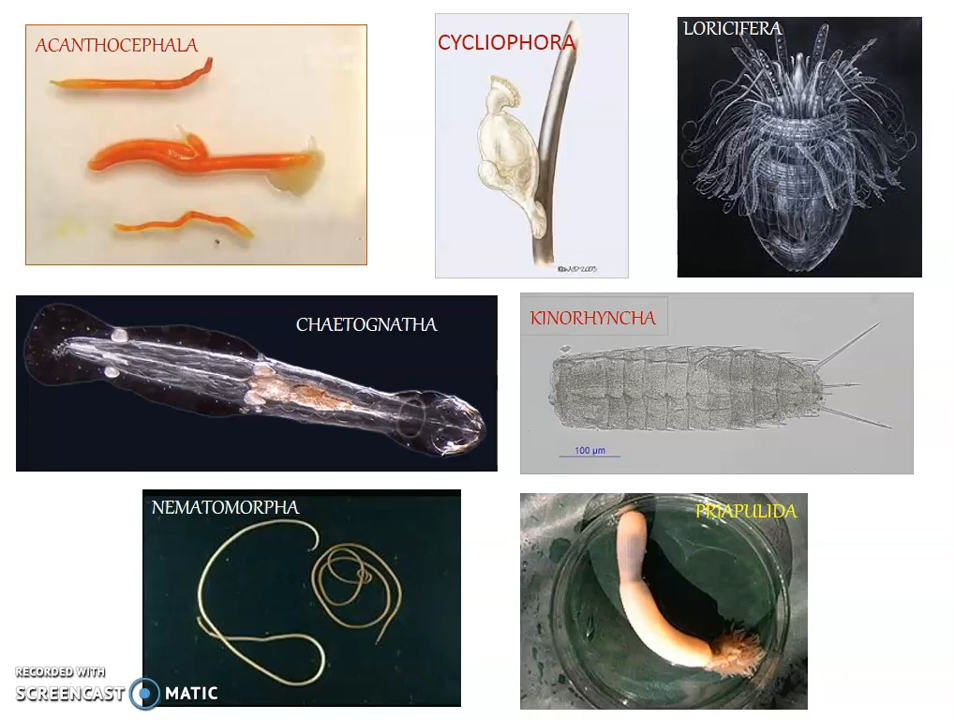 ACANTHOCEPHALA
CYCLIOPHORA
LORICIFERA
CHAETOGNATHA
KINORHYNCHA
100 µm
NEMATOMORPHA
PRIAPULIDA
RECORDED WITH
SCREENCAST MATIC